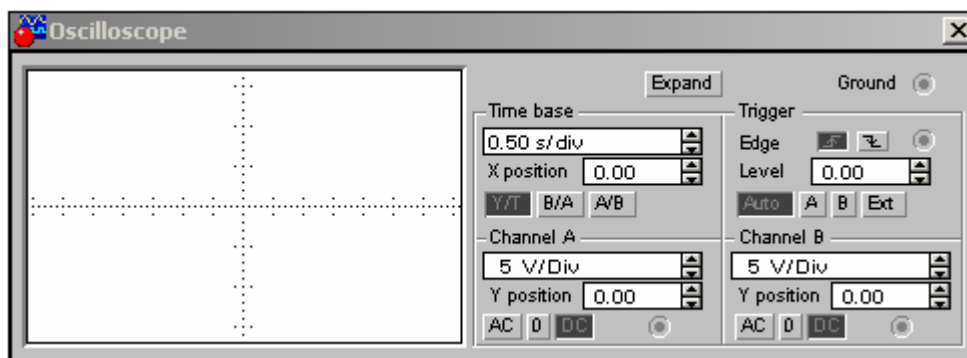 Oscilloscope
Expand
Ground
Time base
0.50 s/div
X position 0.00
Y/T B/A A/B
Trigger
Edge
Level 0.00
Auto A B Ext
Channel A
5 V/Div
Y position 0.00
AC 0 DC
Channel B
5 V/Div
Y position 0.00
AC 0 DC